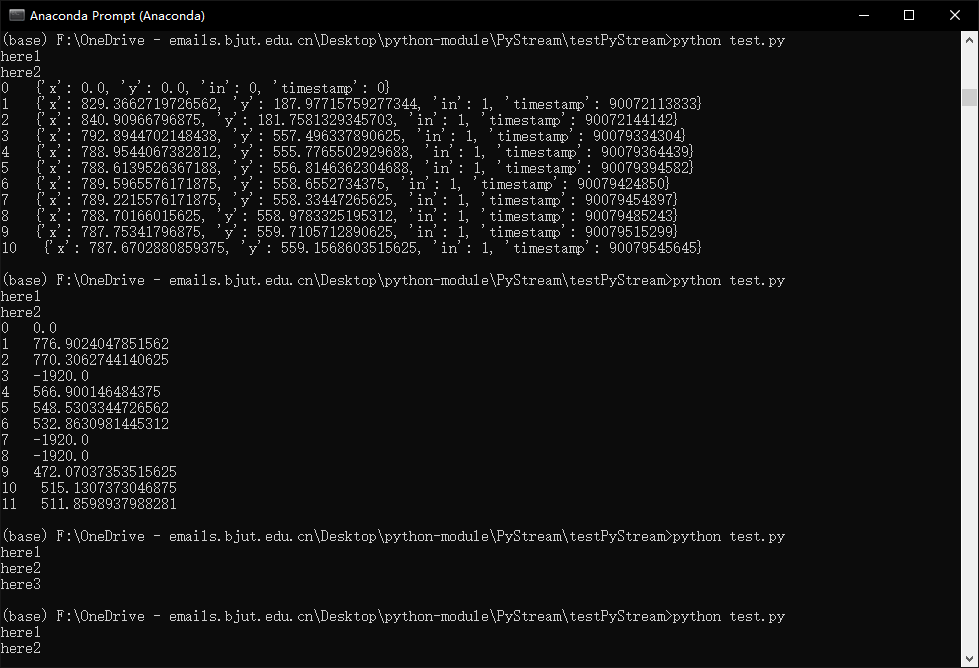 Anaconda Prompt (Anaconda)
(base) F:\OneDrive - emails.bjut.edu.cn\Desktop\python-module\PyStream\testPyStream>python test.py
here1
here2
0   {'x': 0.0, 'y': 0.0, 'in': 0, 'timestamp': 0}
1   {'x': 829.3662719726562, 'y': 187.97715759277344, 'in': 1, 'timestamp': 90072113833}
2   {'x': 840.90966796875, 'y': 181.7581329345703, 'in': 1, 'timestamp': 90072144142}
3   {'x': 792.8944702148438, 'y': 557.496337890625, 'in': 1, 'timestamp': 90079334304}
4   {'x': 788.9544067382812, 'y': 555.7765502929688, 'in': 1, 'timestamp': 90079364439}
5   {'x': 788.6139526367188, 'y': 556.8146362304688, 'in': 1, 'timestamp': 90079394582}
6   {'x': 789.5965576171875, 'y': 558.6552734375, 'in': 1, 'timestamp': 90079424850}
7   {'x': 789.2215576171875, 'y': 558.33447265625, 'in': 1, 'timestamp': 90079454897}
8   {'x': 788.70166015625, 'y': 558.9783325195312, 'in': 1, 'timestamp': 90079485243}
9   {'x': 787.75341796875, 'y': 559.7105712890625, 'in': 1, 'timestamp': 90079515299}
10   {'x': 787.6702880859375, 'y': 559.1568603515625, 'in': 1, 'timestamp': 90079545645}
(base) F:\OneDrive - emails.bjut.edu.cn\Desktop\python-module\PyStream\testPyStream>python test.py
here1
here2
0   0.0
1   776.9024047851562
2   770.3062744140625
3   -1920.0
4   566.900146484375
5   548.5303344726562
6   532.8630981445312
7   -1920.0
8   -1920.0
9   472.07037353515625
10   515.1307373046875
11   511.8598937988281
(base) F:\OneDrive - emails.bjut.edu.cn\Desktop\python-module\PyStream\testPyStream>python test.py
here1
here2
here3
(base) F:\OneDrive - emails.bjut.edu.cn\Desktop\python-module\PyStream\testPyStream>python test.py
here1
here2